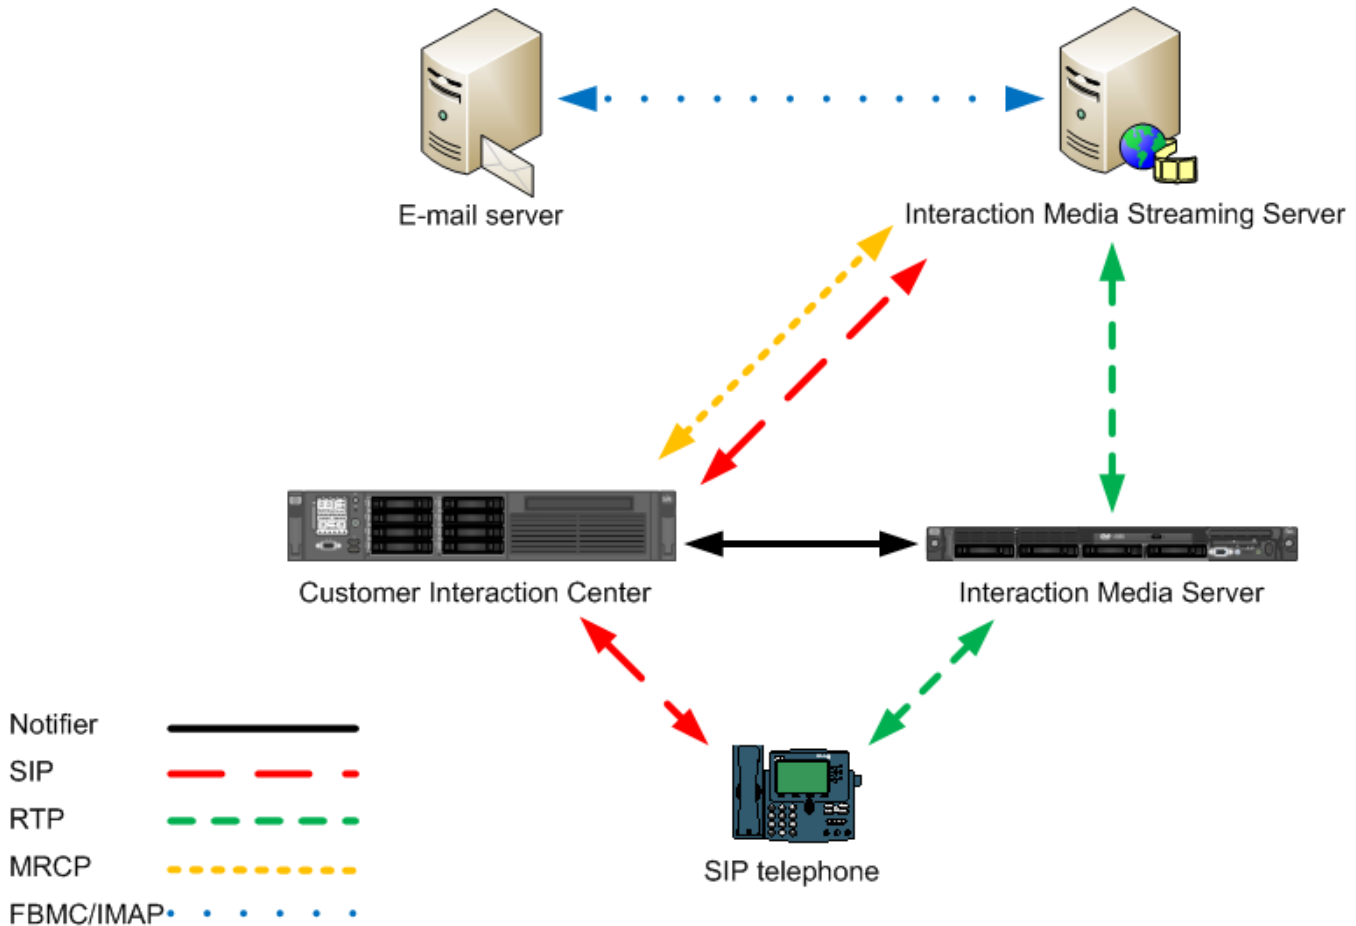 E-mail server
Interaction Media Streaming Server
Customer Interaction Center
Interaction Media Server
SIP telephone
Notifier
SIP
RTP
MRCP
FBMC/IMAP